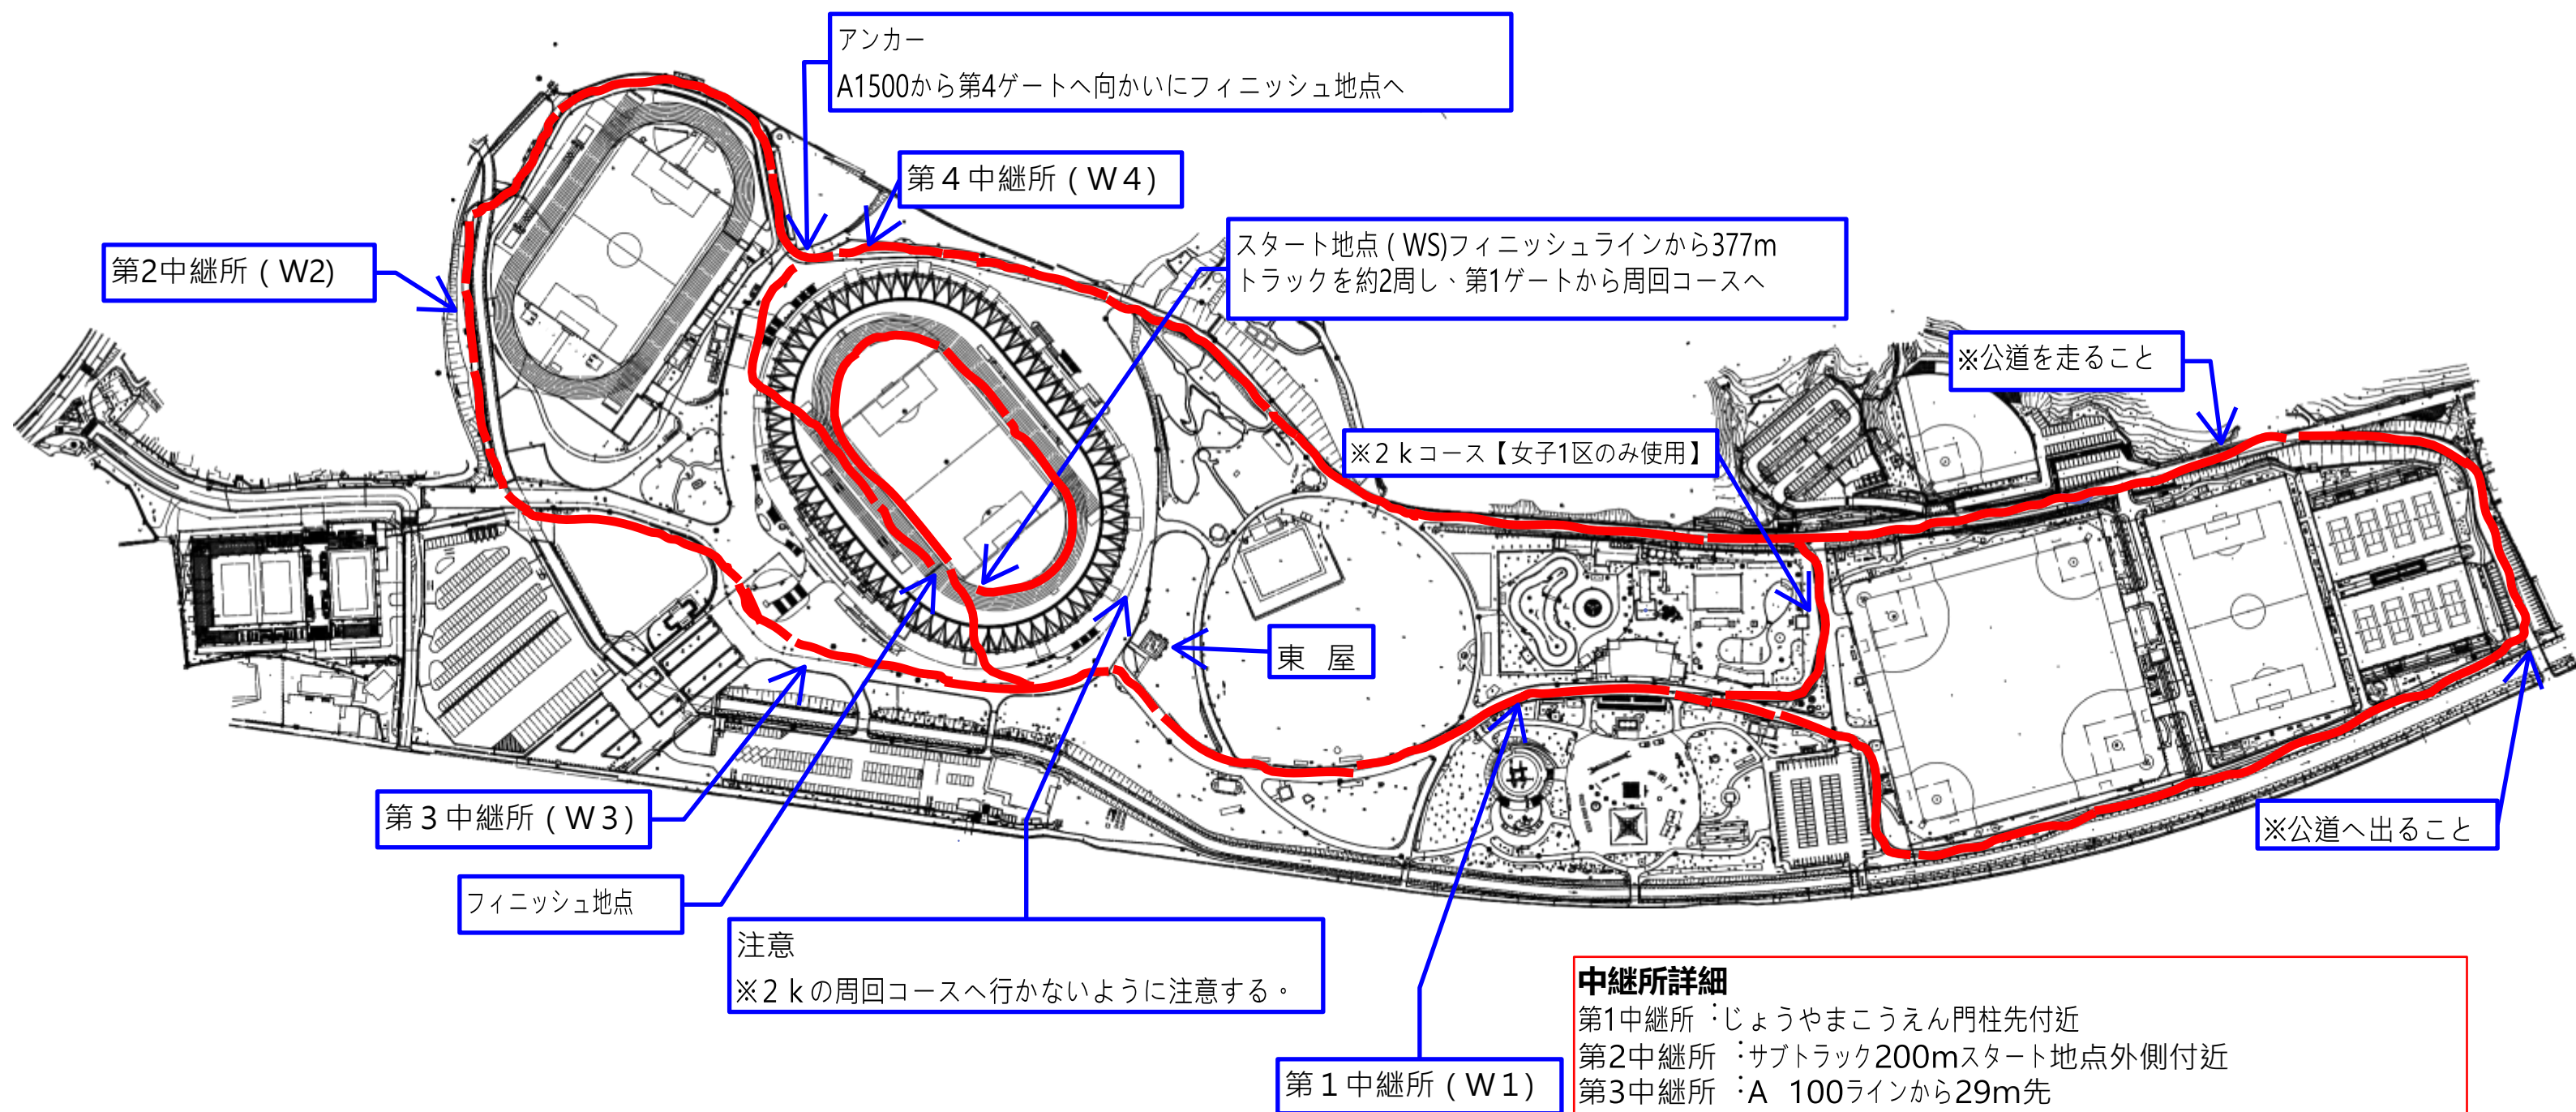 アンカー
A1500から第4ゲートへ向かいにフィニッシュ地点へ
第４中継所 ( W４)
第2中継所 ( W2)
スタート地点 ( WS)フィニッシュラインから377m
トラックを約2周し、第1ゲートから周回コースへ
※公道を走ること
※２ｋコース【女子1区のみ使用】
東　屋
第３中継所 ( W３)
※公道へ出ること
フィニッシュ地点
注意
※２ｋの周回コースへ行かないように注意する。
第１中継所 ( W１)
中継所詳細
第1中継所：じょうやまこうえん門柱先付近
第2中継所：サブトラック200mスタート地点外側付近
第3中継所：A 100ラインから29m先